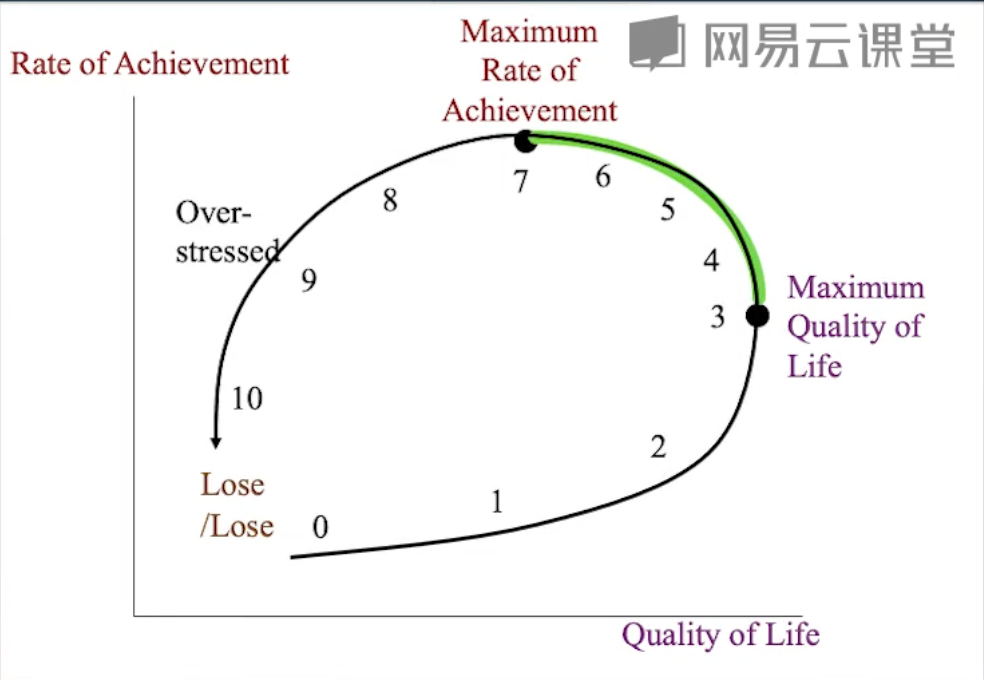 Rate of Achievement
Maximum
Rate of
Achievement
网易云课堂
7
6
5
4
3
8
Over-
stressed
9
10
Maximum
Quality of
Life
2
1
Lose
/Lose
0
Quality of Life